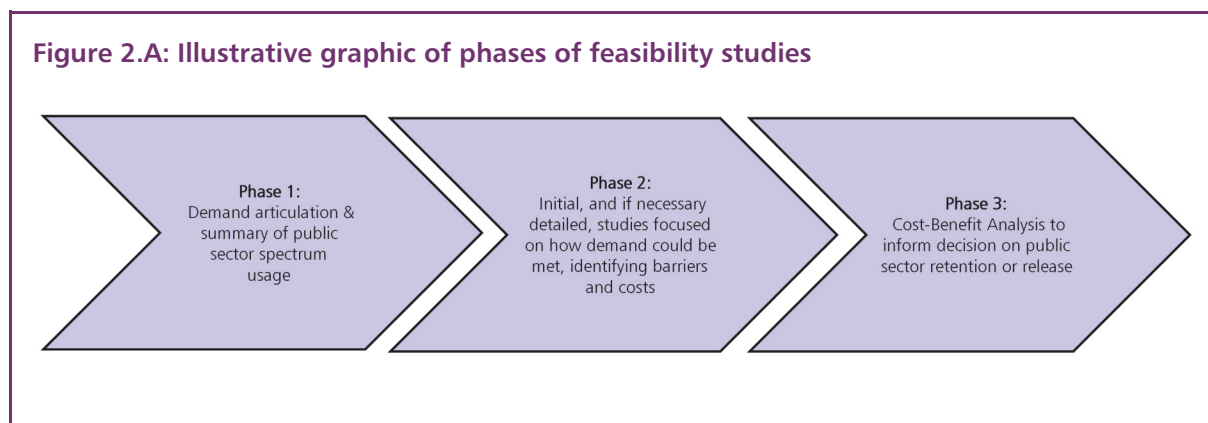 Figure 2.A: Illustrative graphic of phases of feasibility studies
Phase 1:
Demand articulation &
summary of public
sector spectrum
usage
Phase 2:
Initial, and if necessary
detailed, studies focused
on how demand could be
met, identifying barriers
and costs
Phase 3:
Cost-Benefit Analysis to
inform decision on public
sector retention or release